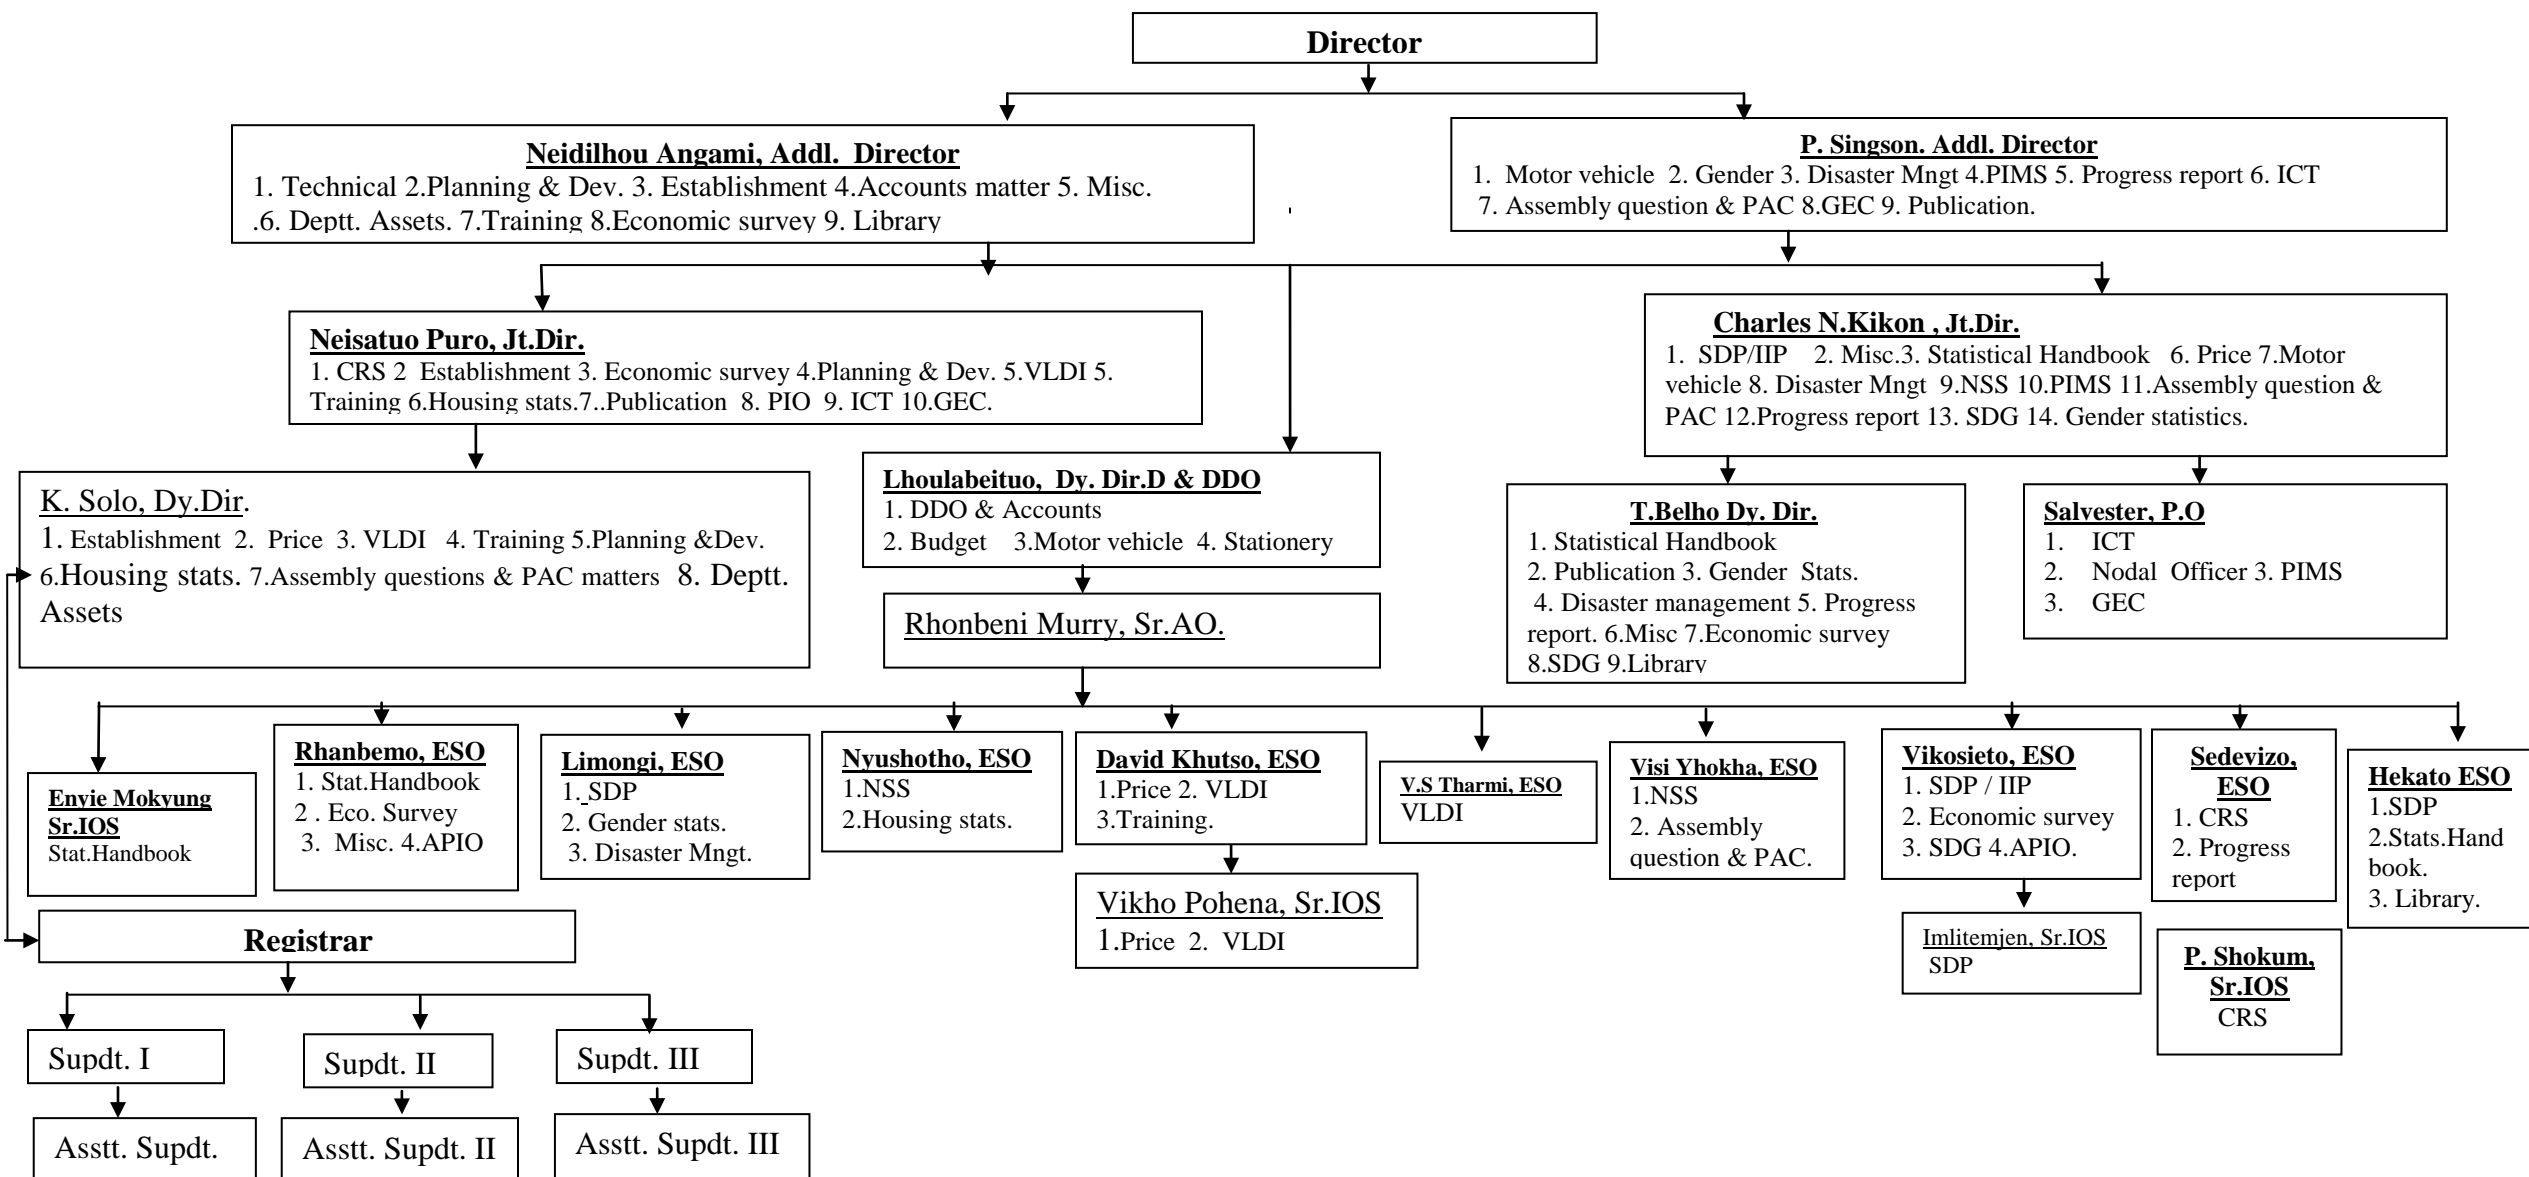 Director
Neidilhou Angami, Addl. Director
1. Technical 2.Planning & Dev. 3. Establishment 4.Accounts matter 5. Misc.
.6. Deptt. Assets. 7.Training 8.Economic survey 9. Library
P. Singson. Addl. Director
1. Motor vehicle 2. Gender 3. Disaster Mngt 4.PIMS 5. Progress report 6. ICT
7. Assembly question & PAC 8.GEC 9. Publication.
Neisatuo Puro, Jt.Dir.
1. CRS 2 Establishment 3. Economic survey 4.Planning & Dev. 5.VLDI 5.
Training 6.Housing stats.7..Publication 8. PIO 9. ICT 10.GEC.
Charles N.Kikon , Jt.Dir.
1. SDP/IIP 2. Misc.3. Statistical Handbook 6. Price 7.Motor
vehicle 8. Disaster Mngt 9.NSS 10.PIMS 11.Assembly question &
PAC 12.Progress report 13. SDG 14. Gender statistics.
K. Solo, Dy.Dir.
1. Establishment 2. Price 3. VLDI 4. Training 5.Planning &Dev.
6.Housing stats. 7.Assembly questions & PAC matters 8. Deptt.
Assets
Lhoulabeituo, Dy. Dir.D & DDO
1. DDO & Accounts
2. Budget 3.Motor vehicle 4. Stationery
T.Belho Dy. Dir.
1. Statistical Handbook
2. Publication 3. Gender Stats.
4. Disaster management 5. Progress
report. 6.Misc 7.Economic survey
8.SDG 9.Library
Salvester, P.O
1. ICT
2. Nodal Officer 3. PIMS
3. GEC
Rhonbeni Murry, Sr.AO.
Enyie Mokyung
Sr.IOS
Stat.Handbook
Rhanbemo, ESO
1. Stat.Handbook
2 . Eco. Survey
3. Misc. 4.APIO
Limongi, ESO
1. SDP
2. Gender stats.
3. Disaster Mngt.
Nyushotho, ESO
1.NSS
2.Housing stats.
David Khutso, ESO
1.Price 2. VLDI
3.Training.
V.S Tharmi, ESO
VLDI
Visi Yhokha, ESO
1.NSS
2. Assembly
question & PAC.
Vikosieto, ESO
1. SDP / IIP
2. Economic survey
3. SDG 4.APIO.
Sedevizo,
ESO
1. CRS
2. Progress
report
Hekato ESO
1.SDP
2.Stats.Hand
book.
3. Library.
Vikho Pohena, Sr.IOS
1.Price 2. VLDI
Imlitemjen, Sr.IOS
SDP
P. Shokum,
Sr.IOS
CRS
Registrar
Supdt. I
Supdt. II
Supdt. III
Asstt. Supdt.
Asstt. Supdt. II
Asstt. Supdt. III